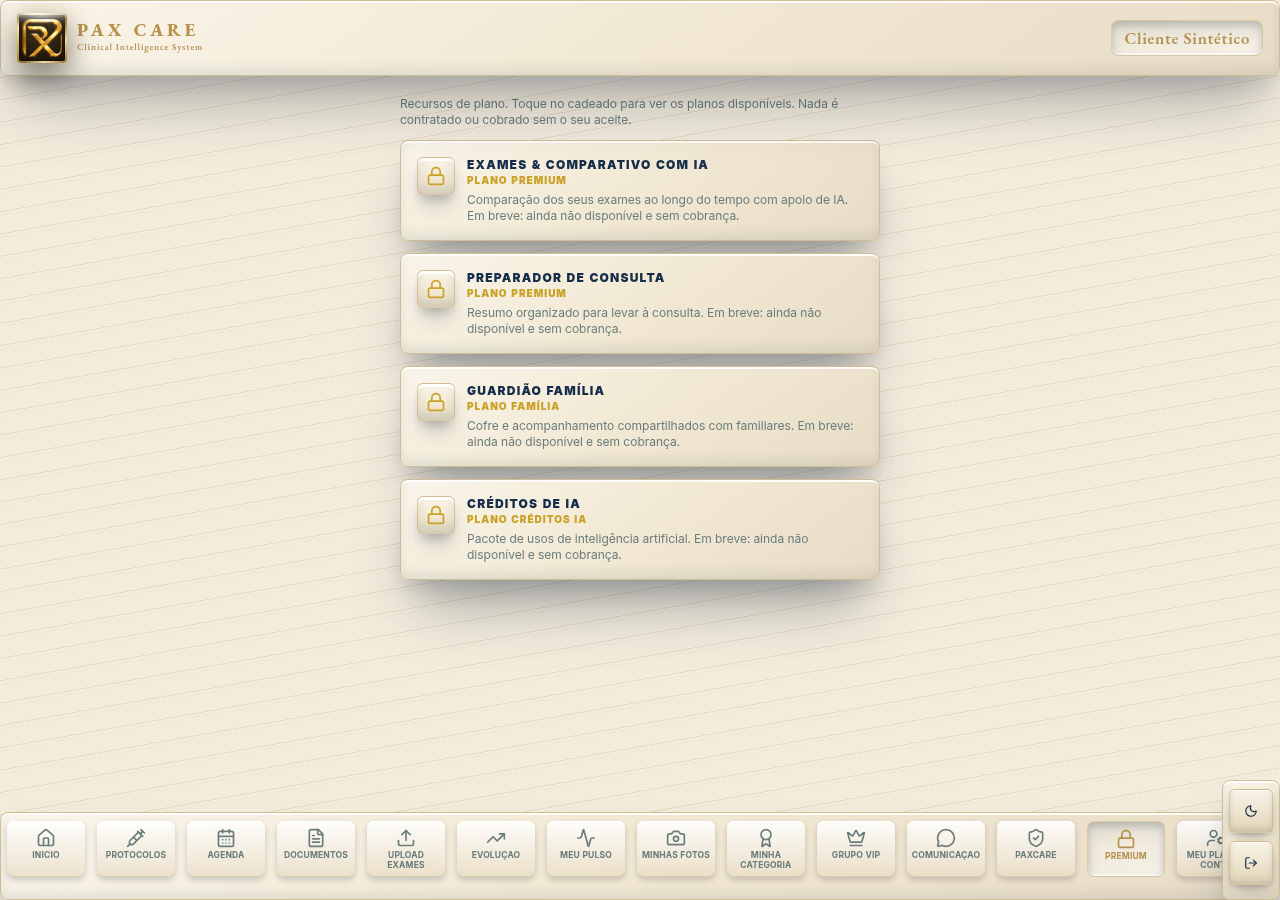 PAX CARE
Clinical Intelligence System
Cliente Sintético
Recursos de plano. Toque no cadeado para ver os planos disponíveis. Nada é
contratado ou cobrado sem o seu aceite.
EXAMES & COMPARATIVO COM IA
PLANO PREMIUM
Comparação dos seus exames ao longo do tempo com apoio de IA.
Em breve: ainda não disponível e sem cobrança.
PREPARADOR DE CONSULTA
PLANO PREMIUM
Resumo organizado para levar à consulta. Em breve: ainda não
disponível e sem cobrança.
GUARDIÃO FAMÍLIA
PLANO FAMÍLIA
Cofre e acompanhamento compartilhados com familiares. Em breve:
ainda não disponível e sem cobrança.
CRÉDITOS DE IA
PLANO CRÉDITOS IA
Pacote de usos de inteligência artificial. Em breve: ainda não
disponível e sem cobrança.
INICIO
PROTOCOLOS
AGENDA
DOCUMENTOS
UPLOAD
EXAMES
EVOLUÇAO
MEU PULSO
MINHAS FOTOS
MINHA
CATEGORIA
GRUPO VIP
COMUNICAÇAO
PAXCARE
PREMIUM
MEU